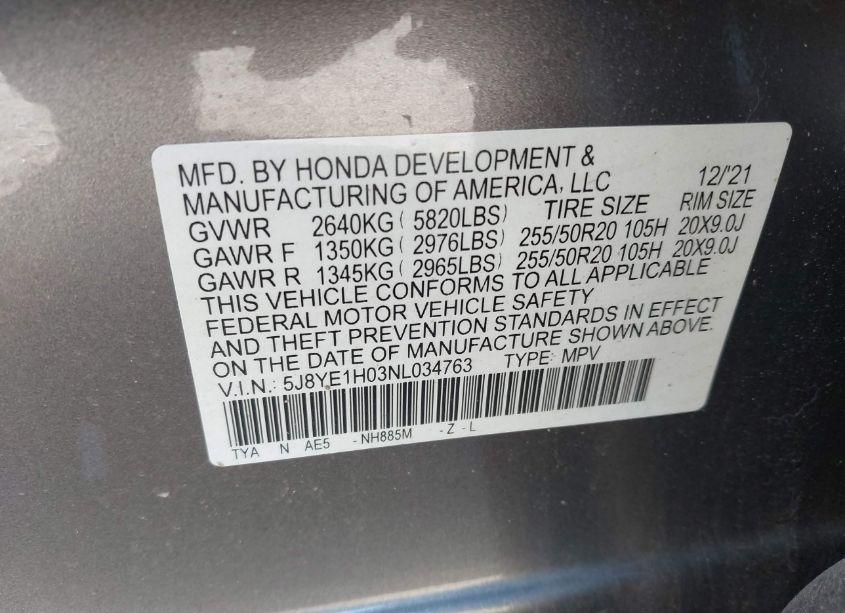 MFD. BY HONDA DEVELOPMENT &
MANUFACTURING OF AMERICA, LLC 12/'21
GVWR 2640KG ( 5820LBS) TIRE SIZE RIM SIZE
GAWR F 1350KG ( 2976LBS) 255/50R20 105H 20X9.0J
GAWR R 1345KG ( 2965LBS) 255/50R20 105H 20X9.0J
THIS VEHICLE CONFORMS TO ALL APPLICABLE
FEDERAL MOTOR VEHICLE SAFETY
AND THEFT PREVENTION STANDARDS IN EFFECT
ON THE DATE OF MANUFACTURE SHOWN ABOVE.
V.I.N.: 5J8YE1H03NL034763 TYPE: MPV
TYA N AE5 - NH885M - Z - L